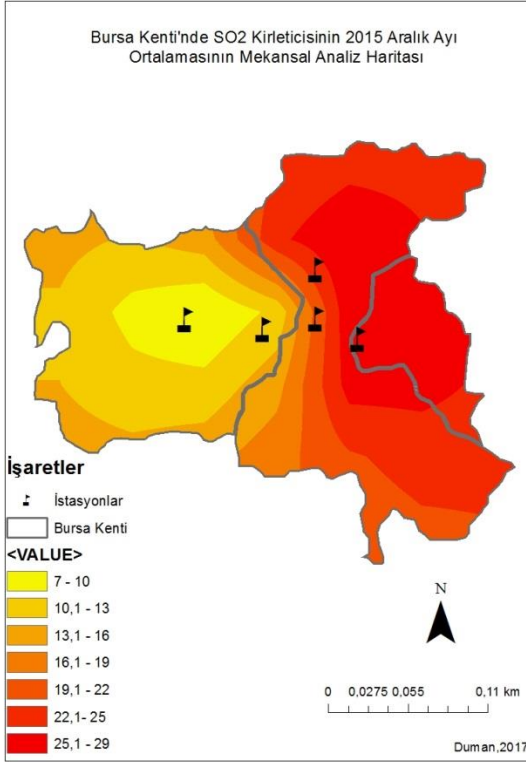 Bursa Kenti'nde SO2 Kirleticisinin 2015 Aralık Ayı
Ortalamasının Mekansal Analiz Haritası
İşaretler
İstasyonlar
Bursa Kenti
<VALUE>
7 - 10
10,1 - 13
13,1 - 16
16,1 - 19
19,1 - 22
22,1 - 25
25,1 - 29
N
0 0,0275 0,055 0,11 km
Duman,2017